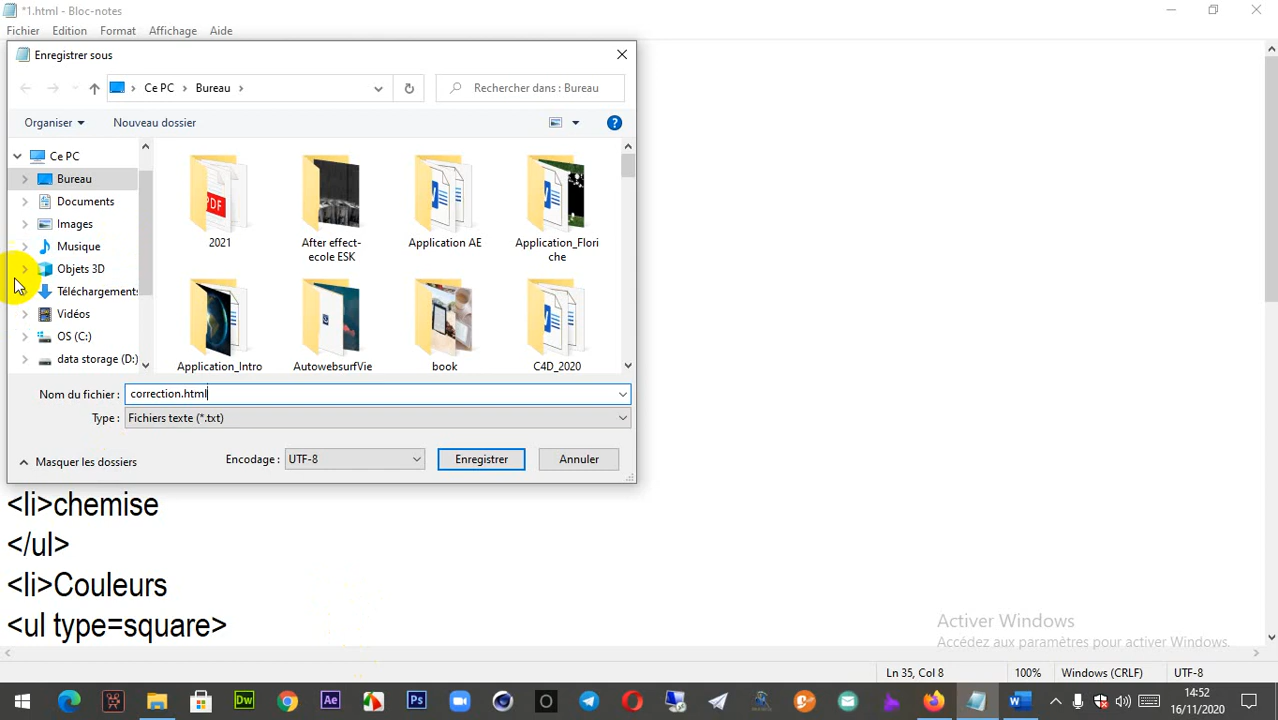 *1.html - Bloc-notes
Fichier Edition Format Affichage Aide
Enregistrer sous
Ce PC Bureau
Rechercher dans : Bureau
Organiser Nouveau dossier
Ce PC
Bureau
Documents
Images
Musique
Objets 3D
Téléchargements
Vidéos
OS (C:)
data storage (D:)
PDF
2021
After effect-
ecole ESK
Application AE
Application_Flori
che
Application_Intro
AutowebsurfVie
book
C4D_2020
Nom du fichier : correction.html
Type : Fichiers texte (*.txt)
Masquer les dossiers
Encodage : UTF-8
Enregistrer
Annuler
<li>chemise
</ul>
<li>Couleurs
<ul type=square>
Activer Windows
Accédez aux paramètres pour activer Windows.
Ln 35, Col 8 100% Windows (CRLF) UTF-8
Dw Ae Ps
14:52
16/11/2020